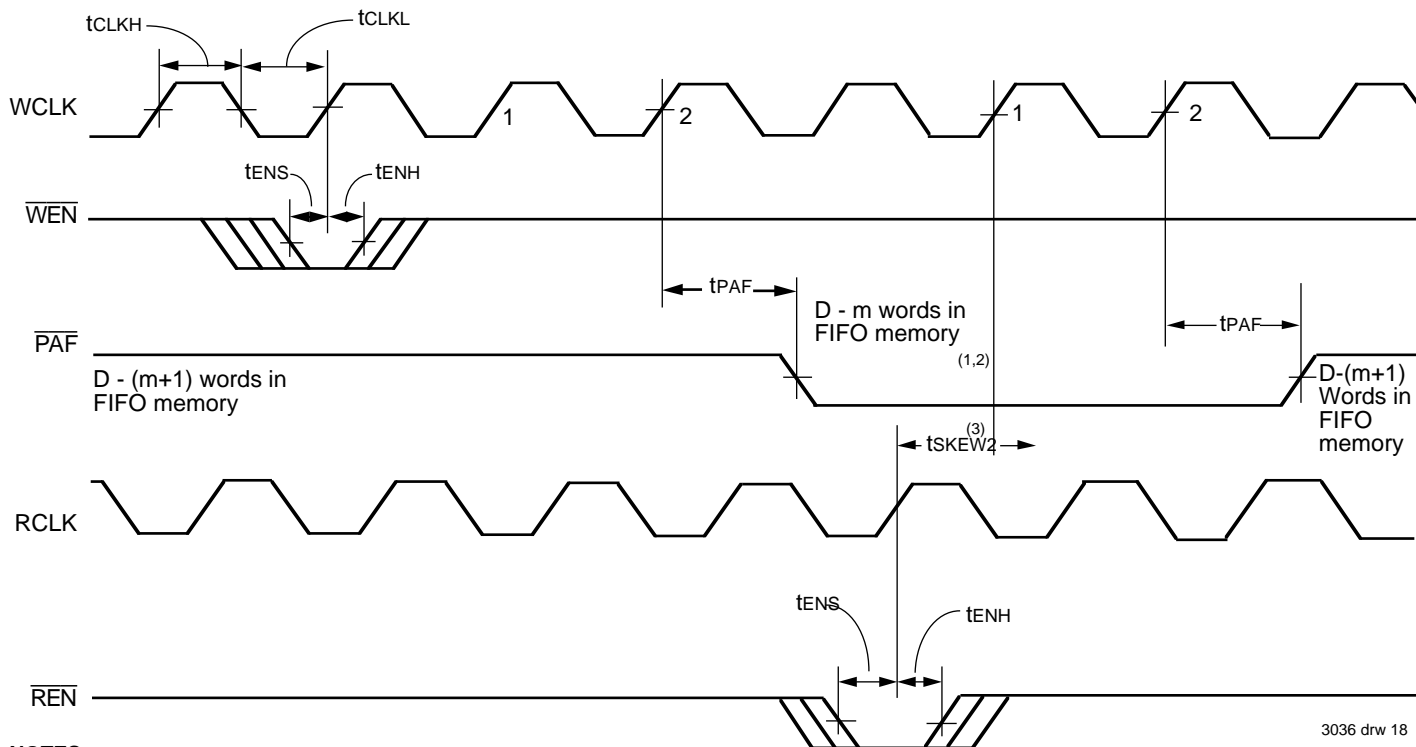 tCLKH
tCLKL
WCLK
1
2
1
2
tENS
tENH
WEN
tPAF
D - m words in
FIFO memory
(1,2)
tPAF
PAF
D - (m+1) words in
FIFO memory
D-(m+1)
Words in
FIFO
memory
(3)
tSKEW2
RCLK
tENS
tENH
REN
3036 drw 18
NOTES